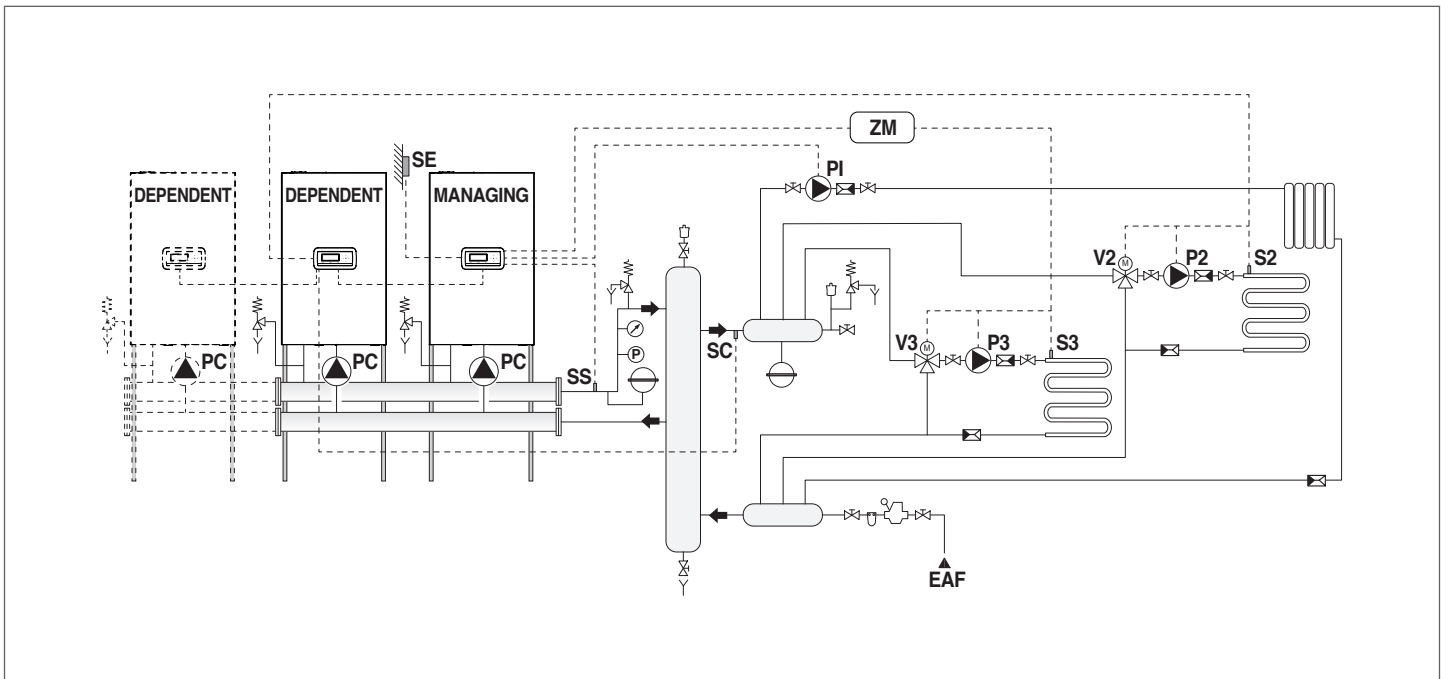 ZM
SE
PI
DEPENDENT
DEPENDENT
MANAGING
V2
M
P2
S2
SC
V3
M
P3
S3
P
PC
PC
PC
SS
EAF